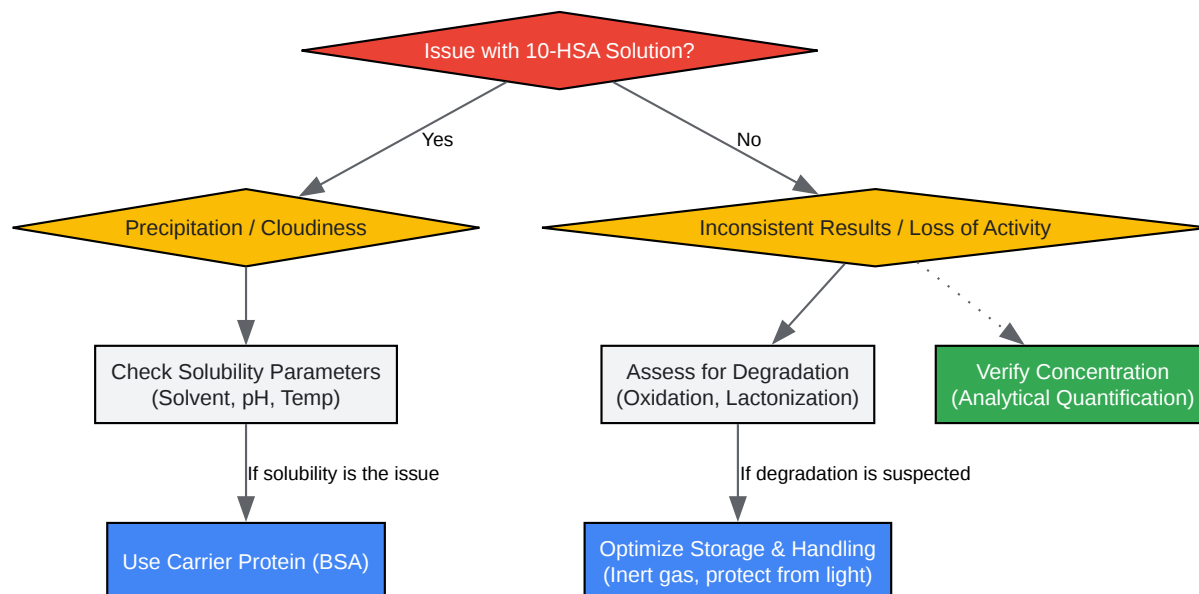 Issue with 10-HSA Solution?
Yes
No
Precipitation / Cloudiness
Inconsistent Results / Loss of Activity
Check Solubility Parameters
(Solvent, pH, Temp)
Assess for Degradation
(Oxidation, Lactonization)
Verify Concentration
(Analytical Quantification)
If solubility is the issue
If degradation is suspected
Use Carrier Protein (BSA)
Optimize Storage & Handling
(Inert gas, protect from light)